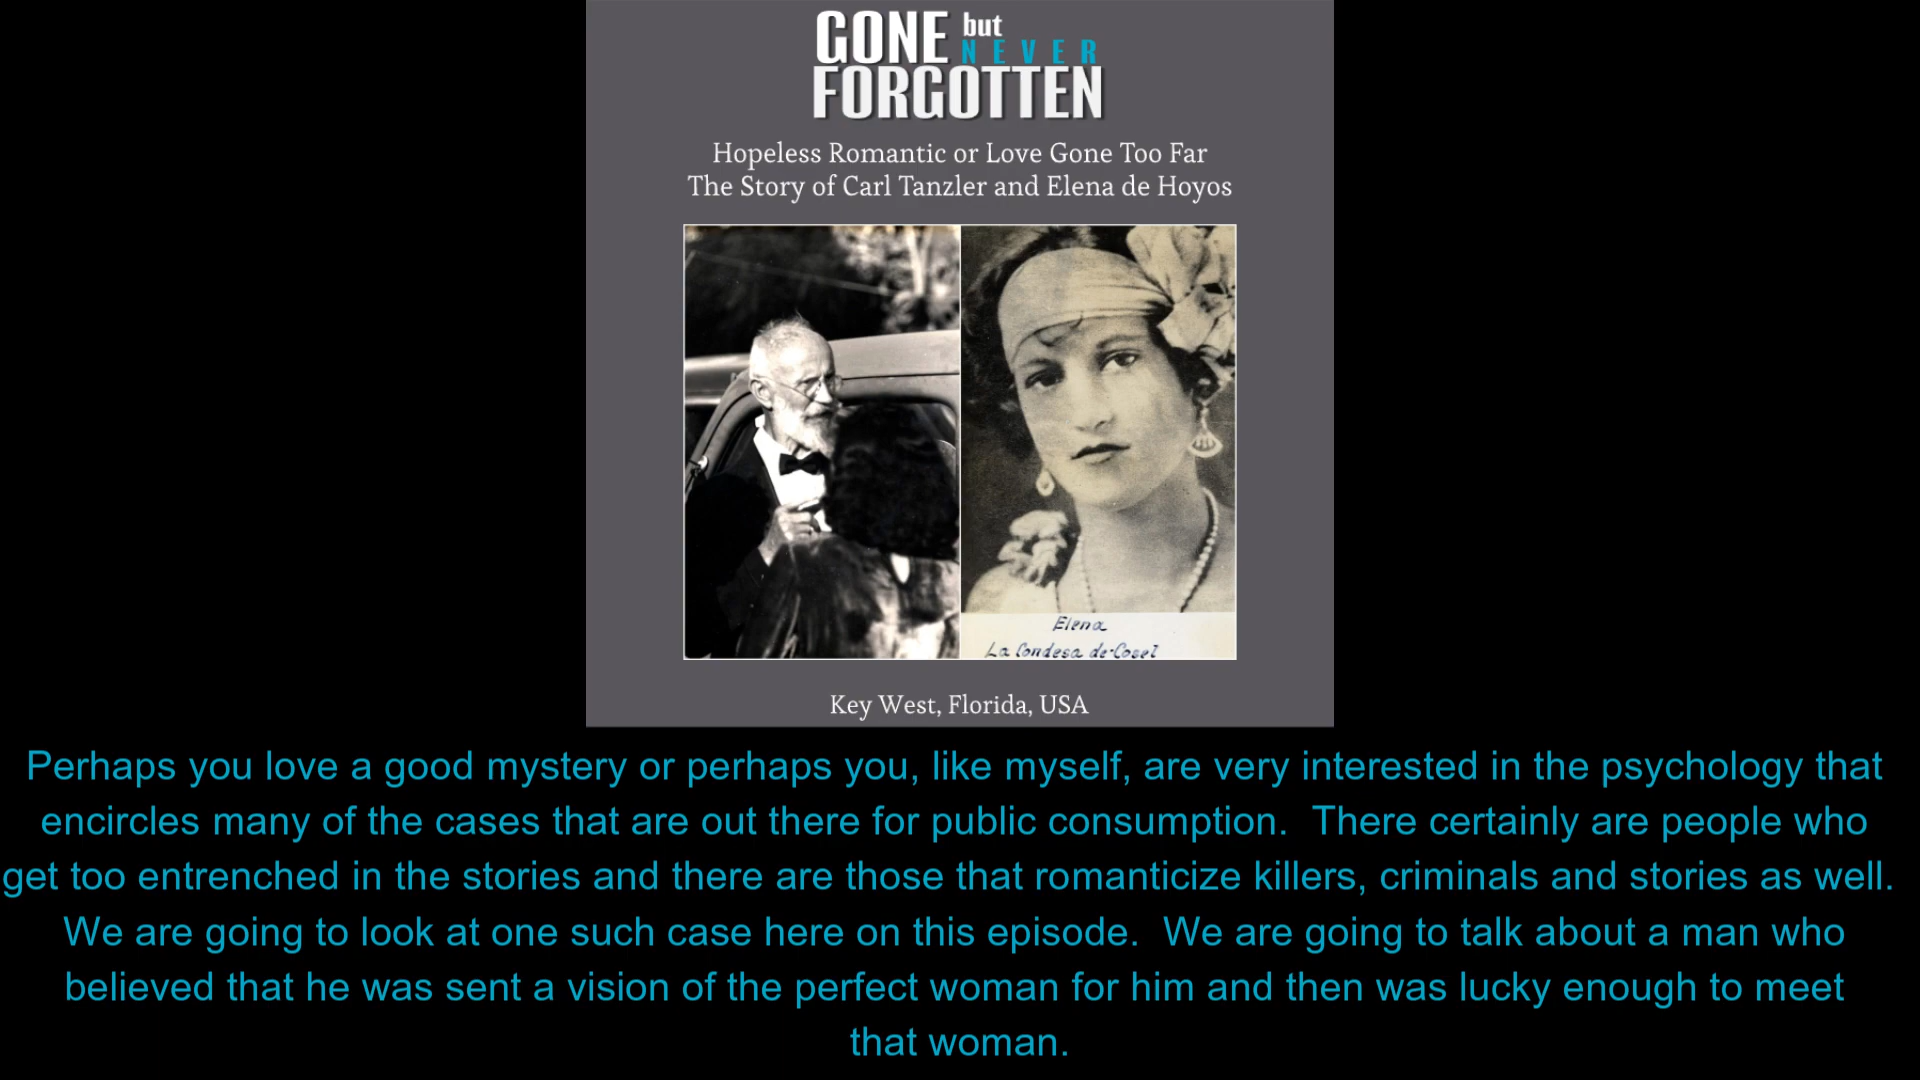 GONE but
NEVER
FORGOTTEN
Hopeless Romantic or Love Gone Too Far
The Story of Carl Tanzler and Elena de Hoyos
Elena
La Condesa de Cosel
Key West, Florida, USA
Perhaps you love a good mystery or perhaps you, like myself, are very interested in the psychology that
encircles many of the cases that are out there for public consumption.  There certainly are people who
get too entrenched in the stories and there are those that romanticize killers, criminals and stories as well.
We are going to look at one such case here on this episode.  We are going to talk about a man who
believed that he was sent a vision of the perfect woman for him and then was lucky enough to meet
that woman.